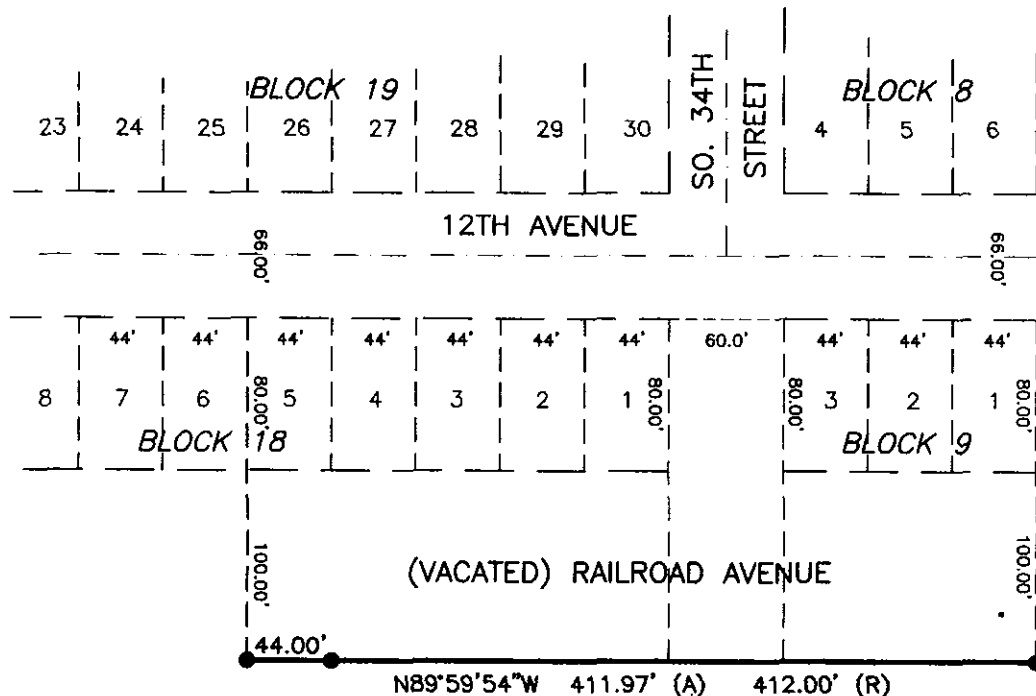 BLOCK 19
SO. 34TH
STREET
BLOCK 8
23 24 25 26 27 28 29 30 4 5 6
12TH AVENUE
66.00' 66.00'
44' 44' 44' 44' 44' 44' 44' 60.0' 44' 44' 44'
8 7 6 80.00' 5 4 3 2 1 80.00' 80.00' 3 2 1 80.00'
BLOCK 18 BLOCK 9
100.00' (VACATED) RAILROAD AVENUE 100.00'
44.00'
N89°59'54"W 411.97' (A) 412.00' (R)